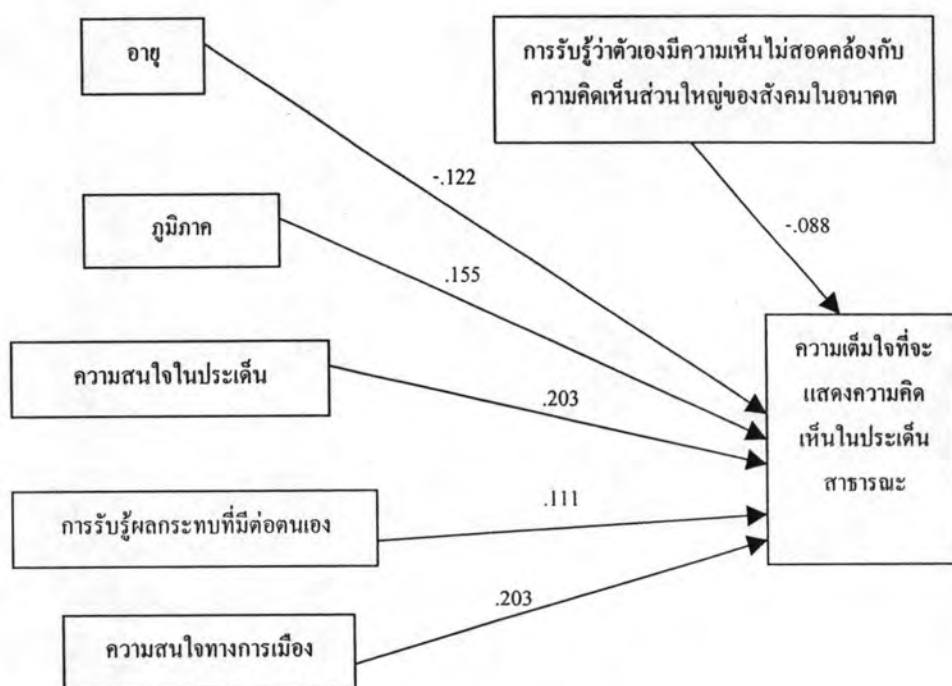 อายุ
การรับรู้ว่าตัวเองมีความเห็นไม่สอดคล้องกับ
ความคิดเห็นส่วนใหญ่ของสังคมในอนาคต
-.122
-.088
ภูมิภาค
.155
ความสนใจในประเด็น
.203
ความเต็มใจที่จะ
แสดงความคิด
เห็นในประเด็น
สาธารณะ
การรับรู้ผลกระทบที่มีต่อตนเอง
.111
.203
ความสนใจทางการเมือง